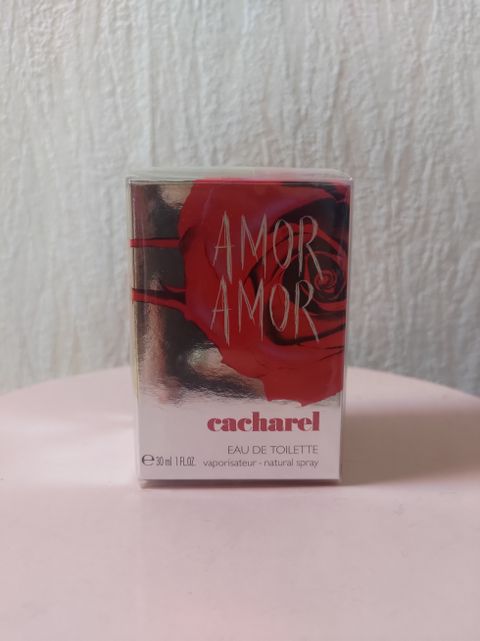 AMOR
AMOR
cacharel
EAU DE TOILETTE
℮ 30 ml 1 FL.OZ. vaporisateur - natural spray